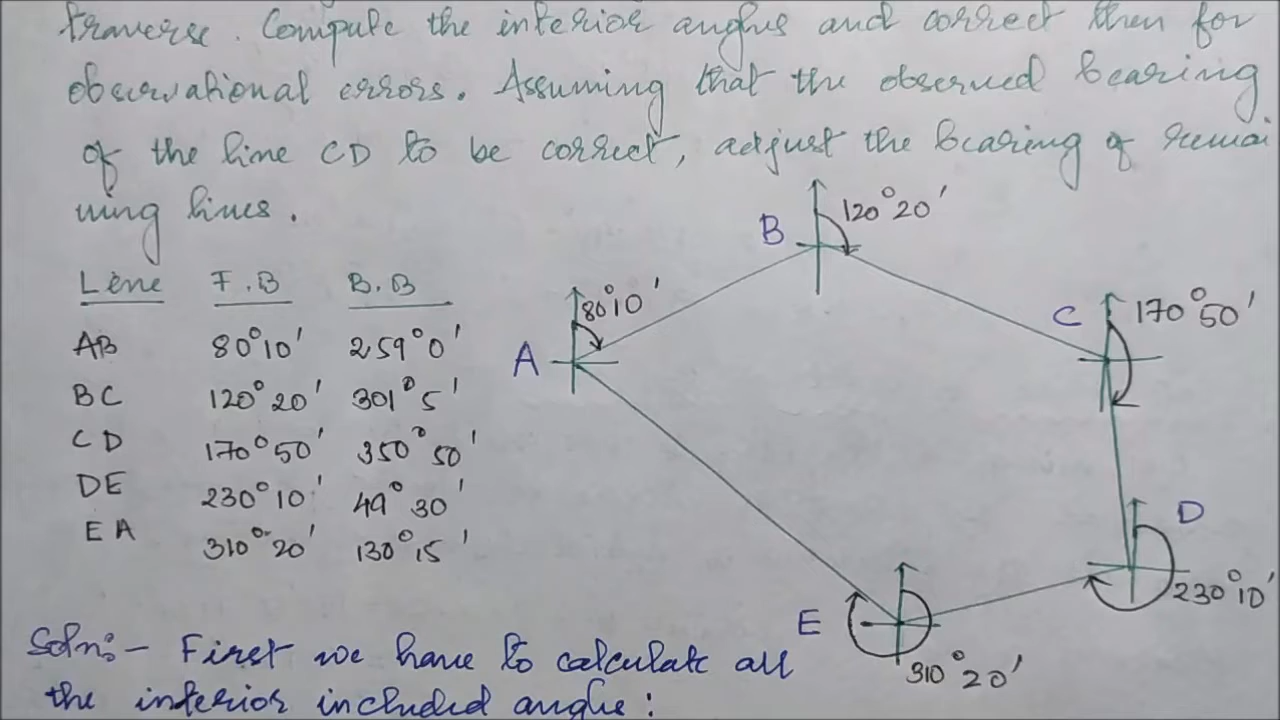 traverse. Compute the interior angles and correct then for
observational errors. Assuming that the observed bearing
of the line CD to be correct, adjust the bearing of remai
ning lines.
Line F.B B.B
AB 80°10' 259°0'
BC 120°20' 301°5'
CD 170°50' 350°50'
DE 230°10' 49°30'
EA 310°20' 130°15'
B 120°20'
A 80°10'
C 170°50'
D 230°10'
E 310°20'
Soln:- First we have to calculate all
the interior included angle: